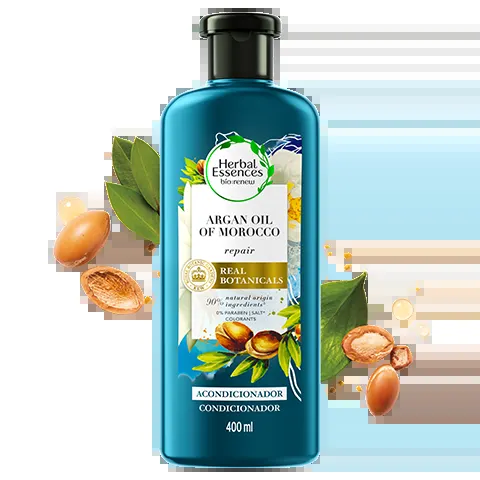 Herbal
Essences
bio:renew
ARGAN OIL
OF MOROCCO
repair
REAL
BOTANICALS
90% natural origin
ingredients*
0% PARABEN | SALT*
COLORANTS
ACONDICIONADOR
CONDICIONADOR
400 ml